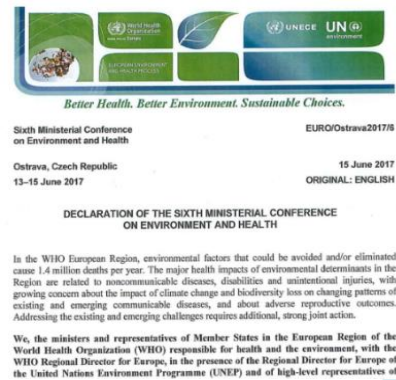 World Health
Organization
Europe
UNECE
UN
environment
EUROPEAN ENVIRONMENT
AND HEALTH PROCESS
Better Health. Better Environment. Sustainable Choices.
Sixth Ministerial Conference
on Environment and Health
EURO/Ostrava2017/6
Ostrava, Czech Republic
15 June 2017
13–15 June 2017
ORIGINAL: ENGLISH
DECLARATION OF THE SIXTH MINISTERIAL CONFERENCE
ON ENVIRONMENT AND HEALTH
In the WHO European Region, environmental factors that could be avoided and/or eliminated
cause 1.4 million deaths per year. The major health impacts of environmental determinants in the
Region are related to noncommunicable diseases, disabilities and unintentional injuries, with
growing concern about the impact of climate change and biodiversity loss on changing patterns of
existing and emerging communicable diseases, and about adverse reproductive outcomes.
Addressing the existing and emerging challenges requires additional, strong joint action.
We, the ministers and representatives of Member States in the European Region of the
World Health Organization (WHO) responsible for health and the environment, with the
WHO Regional Director for Europe, in the presence of the Regional Director for Europe of
the United Nations Environment Programme (UNEP) and of high-level representatives of